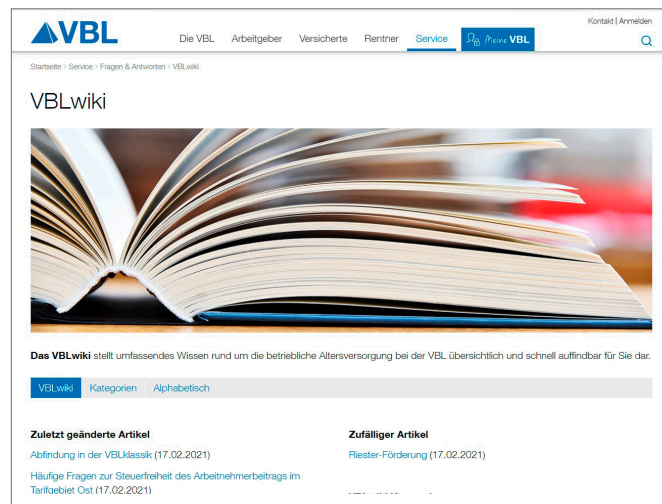 Kontakt | Anmelden
VBL
Die VBL Arbeitgeber Versicherte Rentner Service Meine VBL
Startseite > Service > Fragen & Antworten > VBLwiki
VBLwiki
Das VBLwiki stellt umfassendes Wissen rund um die betriebliche Altersversorgung bei der VBL übersichtlich und schnell auffindbar für Sie dar.
VBLwiki Kategorien Alphabetisch
Zuletzt geänderte Artikel
Abfindung in der VBLklassik (17.02.2021)
Häufige Fragen zur Steuerfreiheit des Arbeitnehmerbeitrags im
Tarifgebiet Ost (17.02.2021)
Zufälliger Artikel
Riester-Förderung (17.02.2021)